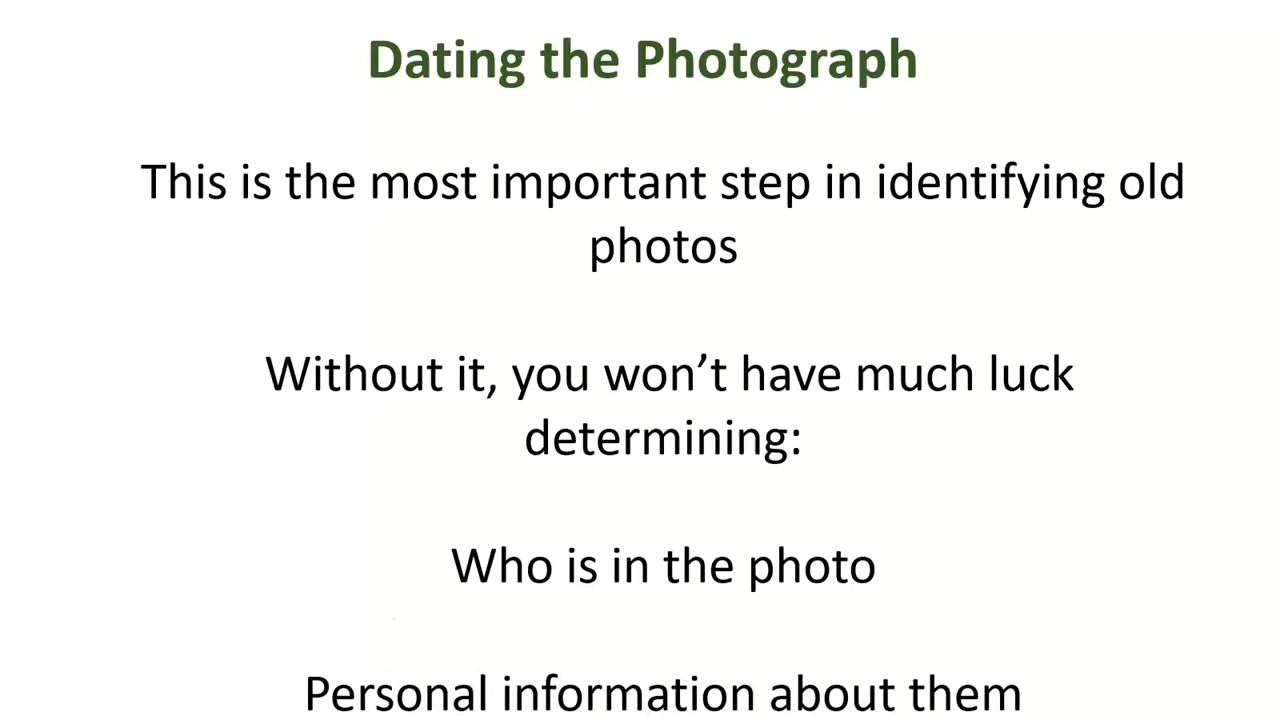 Dating the Photograph
This is the most important step in identifying old
photos
Without it, you won’t have much luck
determining:
Who is in the photo
Personal information about them